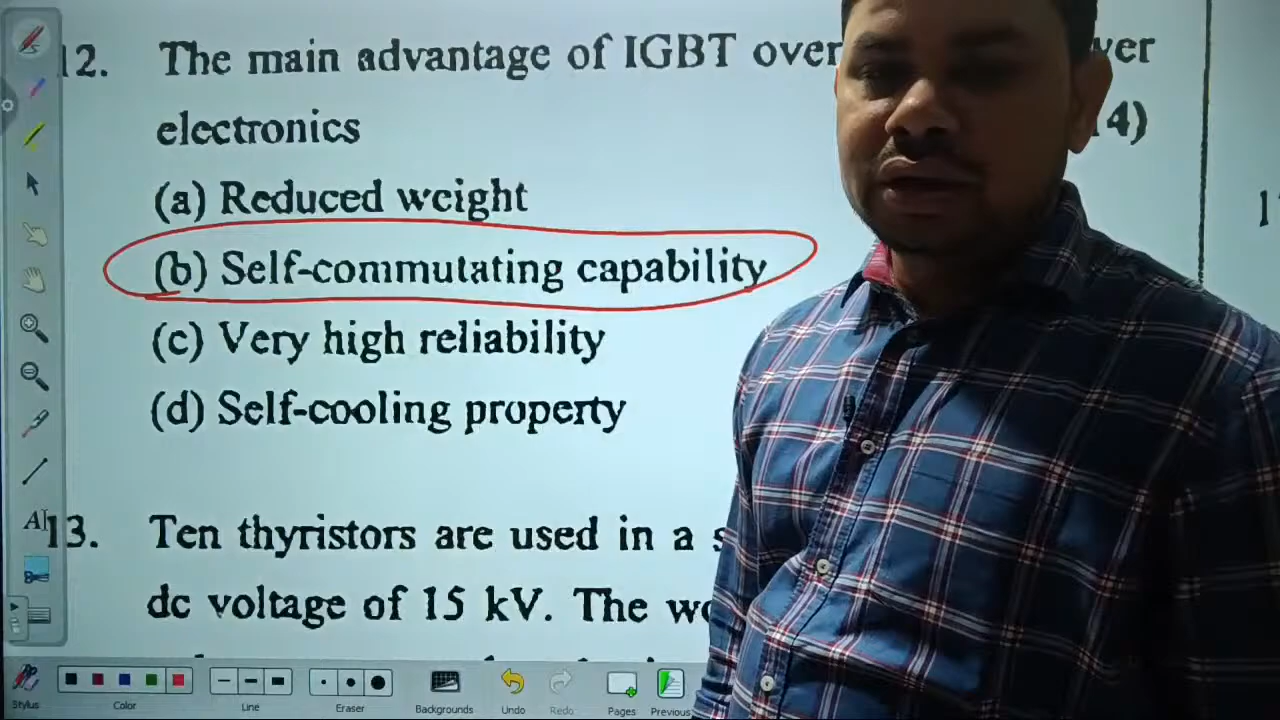 12. The main advantage of IGBT over ver
electronics 4)
(a) Reduced weight
(b) Self-commutating capability
(c) Very high reliability
(d) Self-cooling property
13. Ten thyristors are used in a s
dc voltage of 15 kV. The
Stylus Color Line Eraser Backgrounds Undo Redo Pages Previous